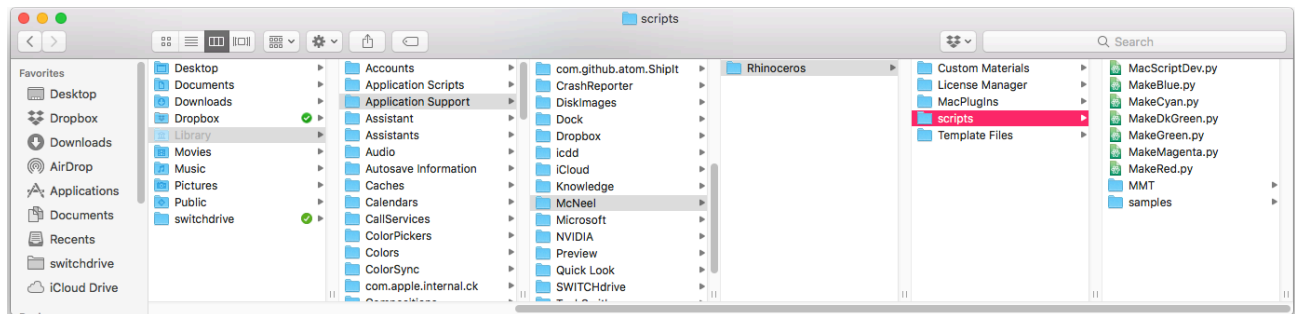 scripts
Search
Favorites
Desktop
Dropbox
Downloads
AirDrop
Applications
Documents
Recents
switchdrive
iCloud Drive
Desktop
Documents
Downloads
Dropbox
Library
Movies
Music
Pictures
Public
switchdrive
Accounts
Application Scripts
Application Support
Assistant
Assistants
Audio
Autosave Information
Caches
Calendars
CallServices
ColorPickers
Colors
ColorSync
com.apple.internal.ck
com.github.atom.ShipIt
CrashReporter
DiskImages
Dock
Dropbox
icdd
iCloud
Knowledge
McNeel
Microsoft
NVIDIA
Preview
Quick Look
SWITCHdrive
Rhinoceros
Custom Materials
License Manager
MacPlugIns
scripts
Template Files
MacScriptDev.py
MakeBlue.py
MakeCyan.py
MakeDkGreen.py
MakeGreen.py
MakeMagenta.py
MakeRed.py
MMT
samples